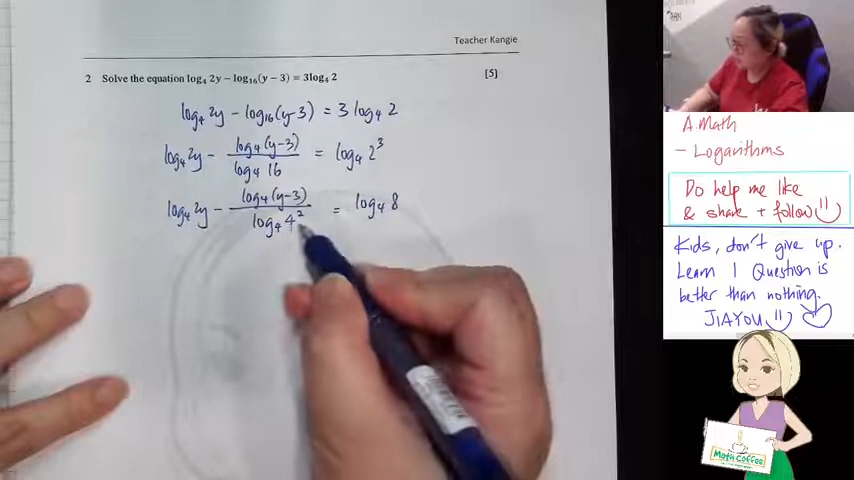 Teacher Kangie
2 Solve the equation log₄ 2y − log₁₆(y − 3) = 3log₄ 2 [5]
log₄ 2y − log₁₆(y-3) = 3 log₄ 2
log₄ 2y − log₄(y-3) / log₄ 16 = log₄ 2³
log₄ 2y − log₄(y-3) / log₄ 4² = log₄ 8
A.Math
- Logarithms
Do help me like
& share + follow
Kids, don't give up.
Learn 1 Question is
better than nothing.
JIAYOU
Math Coffee